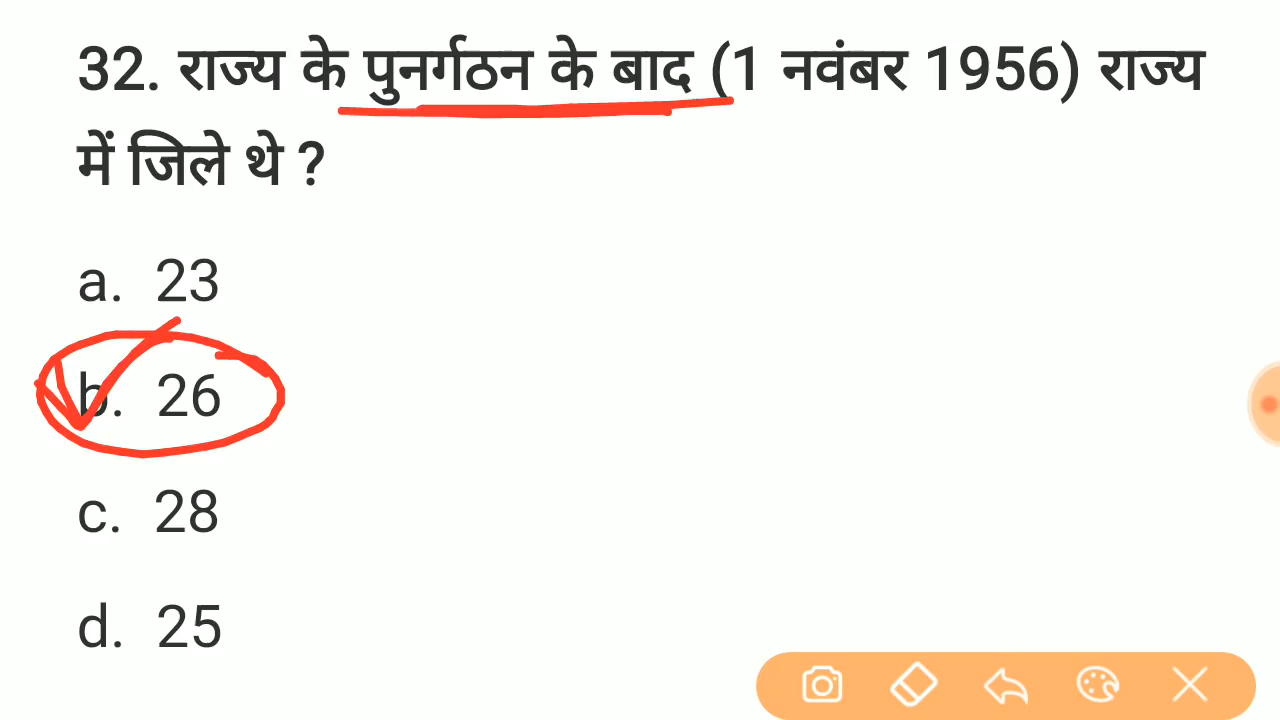 32. राज्य के पुनर्गठन के बाद (1 नवंबर 1956) राज्य
में जिले थे ?
a. 23
b. 26
c. 28
d. 25